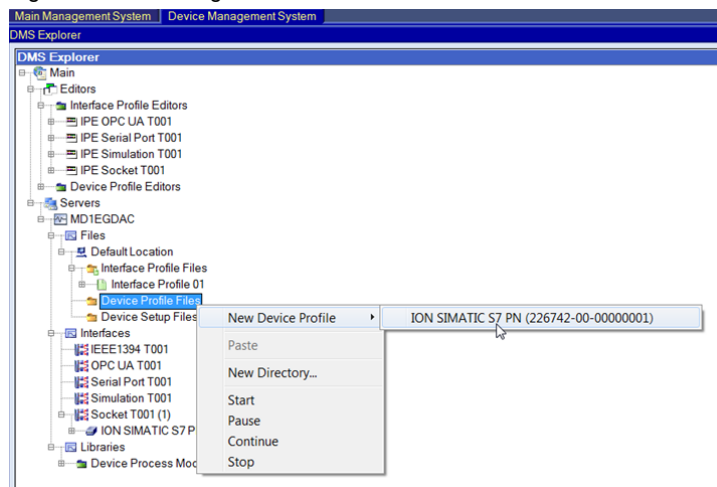 Main Management System Device Management System
DMS Explorer
DMS Explorer
Main
Editors
Interface Profile Editors
IPE OPC UA T001
IPE Serial Port T001
IPE Simulation T001
IPE Socket T001
Device Profile Editors
Servers
MD1EGDAC
Files
Default Location
Interface Profile Files
Interface Profile 01
Device Profile Files
Device Setup Files
New Device Profile
ION SIMATIC S7 PN (226742-00-00000001)
Paste
New Directory...
Start
Pause
Continue
Stop
Interfaces
IEEE1394 T001
OPC UA T001
Serial Port T001
Simulation T001
Socket T001 (1)
ION SIMATIC S7 P
Libraries
Device Process Moc